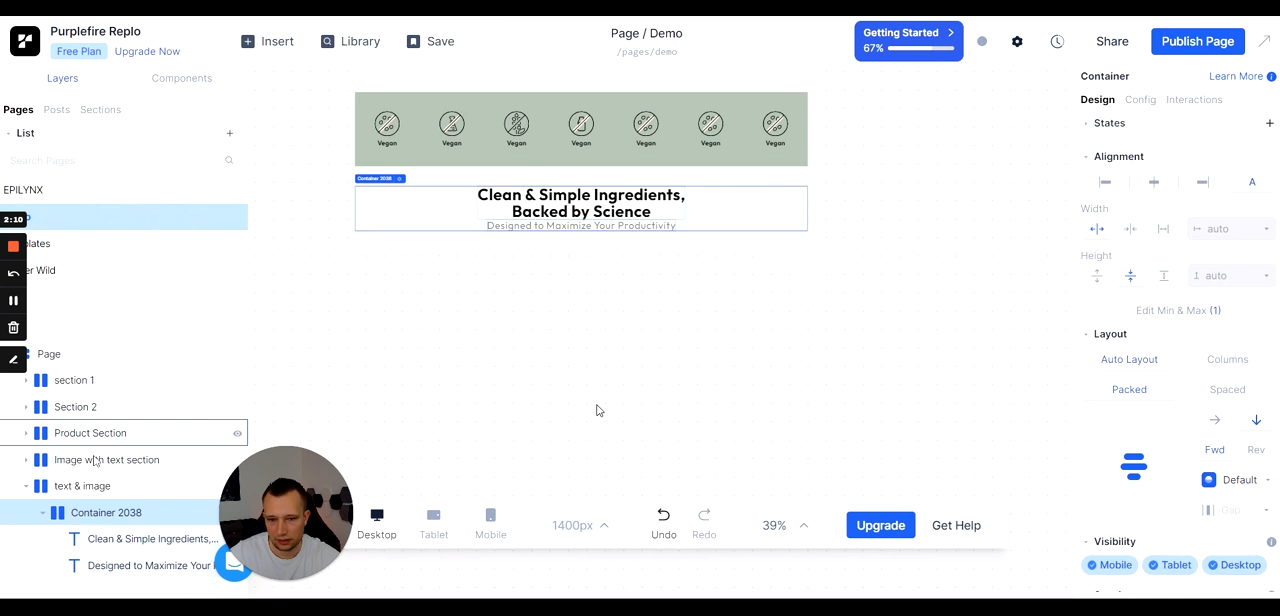 Purplefire Replo
Free Plan Upgrade Now
Insert
Library
Save
Page / Demo
/pages/demo
Getting Started
67%
Share
Publish Page
Layers Components
Pages Posts Sections
List
Search Pages
EPILYNX
2:10
Page
section 1
Section 2
Product Section
Image with text section
text & image
Container 2038
Clean & Simple Ingredients,...
Designed to Maximize Your
Vegan Vegan Vegan Vegan Vegan Vegan Vegan
Container 2038
Clean & Simple Ingredients,
Backed by Science
Designed to Maximize Your Productivity
Desktop
Tablet
Mobile
1400px
Undo
Redo
39%
Upgrade
Get Help
Container Learn More
Design Config Interactions
States
Alignment
A
Width
auto
Height
auto
Edit Min & Max (1)
Layout
Auto Layout Columns
Packed Spaced
Fwd Rev
Default
Gap
Visibility
Mobile Tablet Desktop